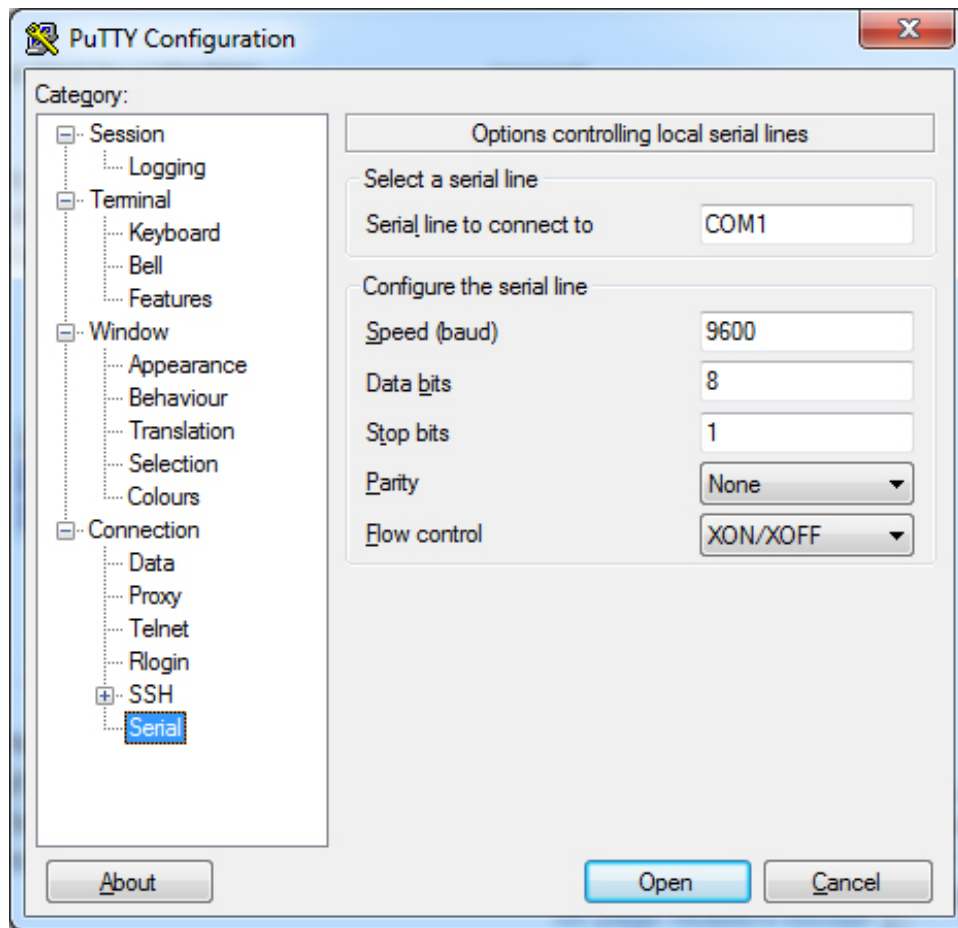 PuTTY Configuration
Category:
Session
Logging
Terminal
Keyboard
Bell
Features
Window
Appearance
Behaviour
Translation
Selection
Colours
Connection
Data
Proxy
Telnet
Rlogin
SSH
Serial
Options controlling local serial lines
Select a serial line
Serial line to connect to COM1
Configure the serial line
Speed (baud) 9600
Data bits 8
Stop bits 1
Parity None
Flow control XON/XOFF
About Open Cancel